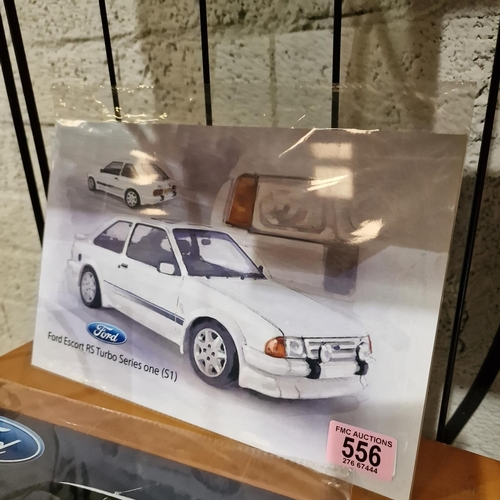 Ford
Ford Escort RS Turbo Series one (S1)
FMC AUCTIONS
556
276 67444